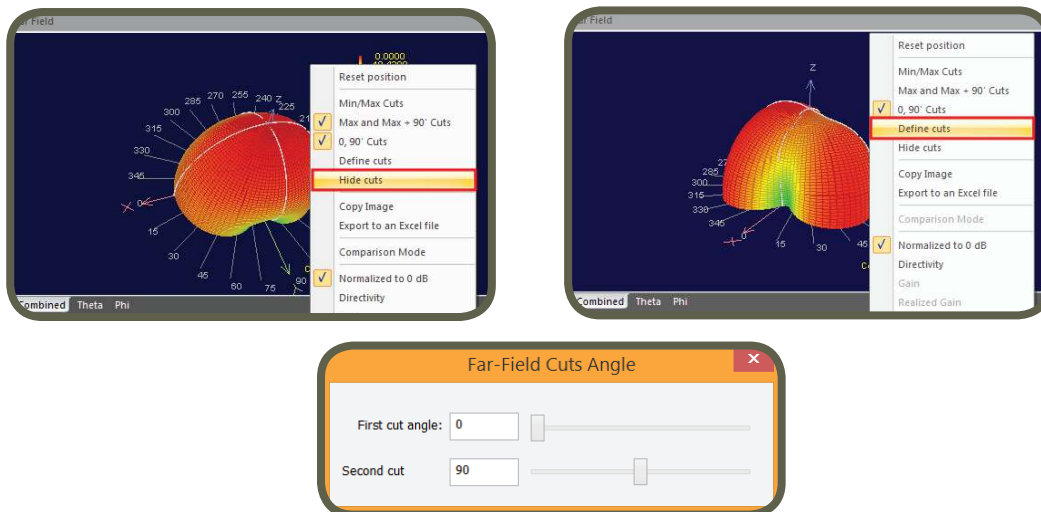 Far Field
0.0000
Reset position
Min/Max Cuts
Max and Max + 90' Cuts
0, 90' Cuts
Define cuts
Hide cuts
Copy Image
Export to an Excel file
Comparison Mode
Normalized to 0 dB
Directivity
240 Z 225
255
270
285
300
315
330
345
0
X
15
30
45
60
75
90
Combined Theta Phi
Far Field
Z
Reset position
Min/Max Cuts
Max and Max + 90' Cuts
0, 90' Cuts
Define cuts
Hide cuts
Copy Image
Export to an Excel file
Comparison Mode
Normalized to 0 dB
Directivity
Gain
Realized Gain
285
300
315
330
345
X
0
15
30
45
Combined Theta Phi
Far-Field Cuts Angle
First cut angle: 0
Second cut 90